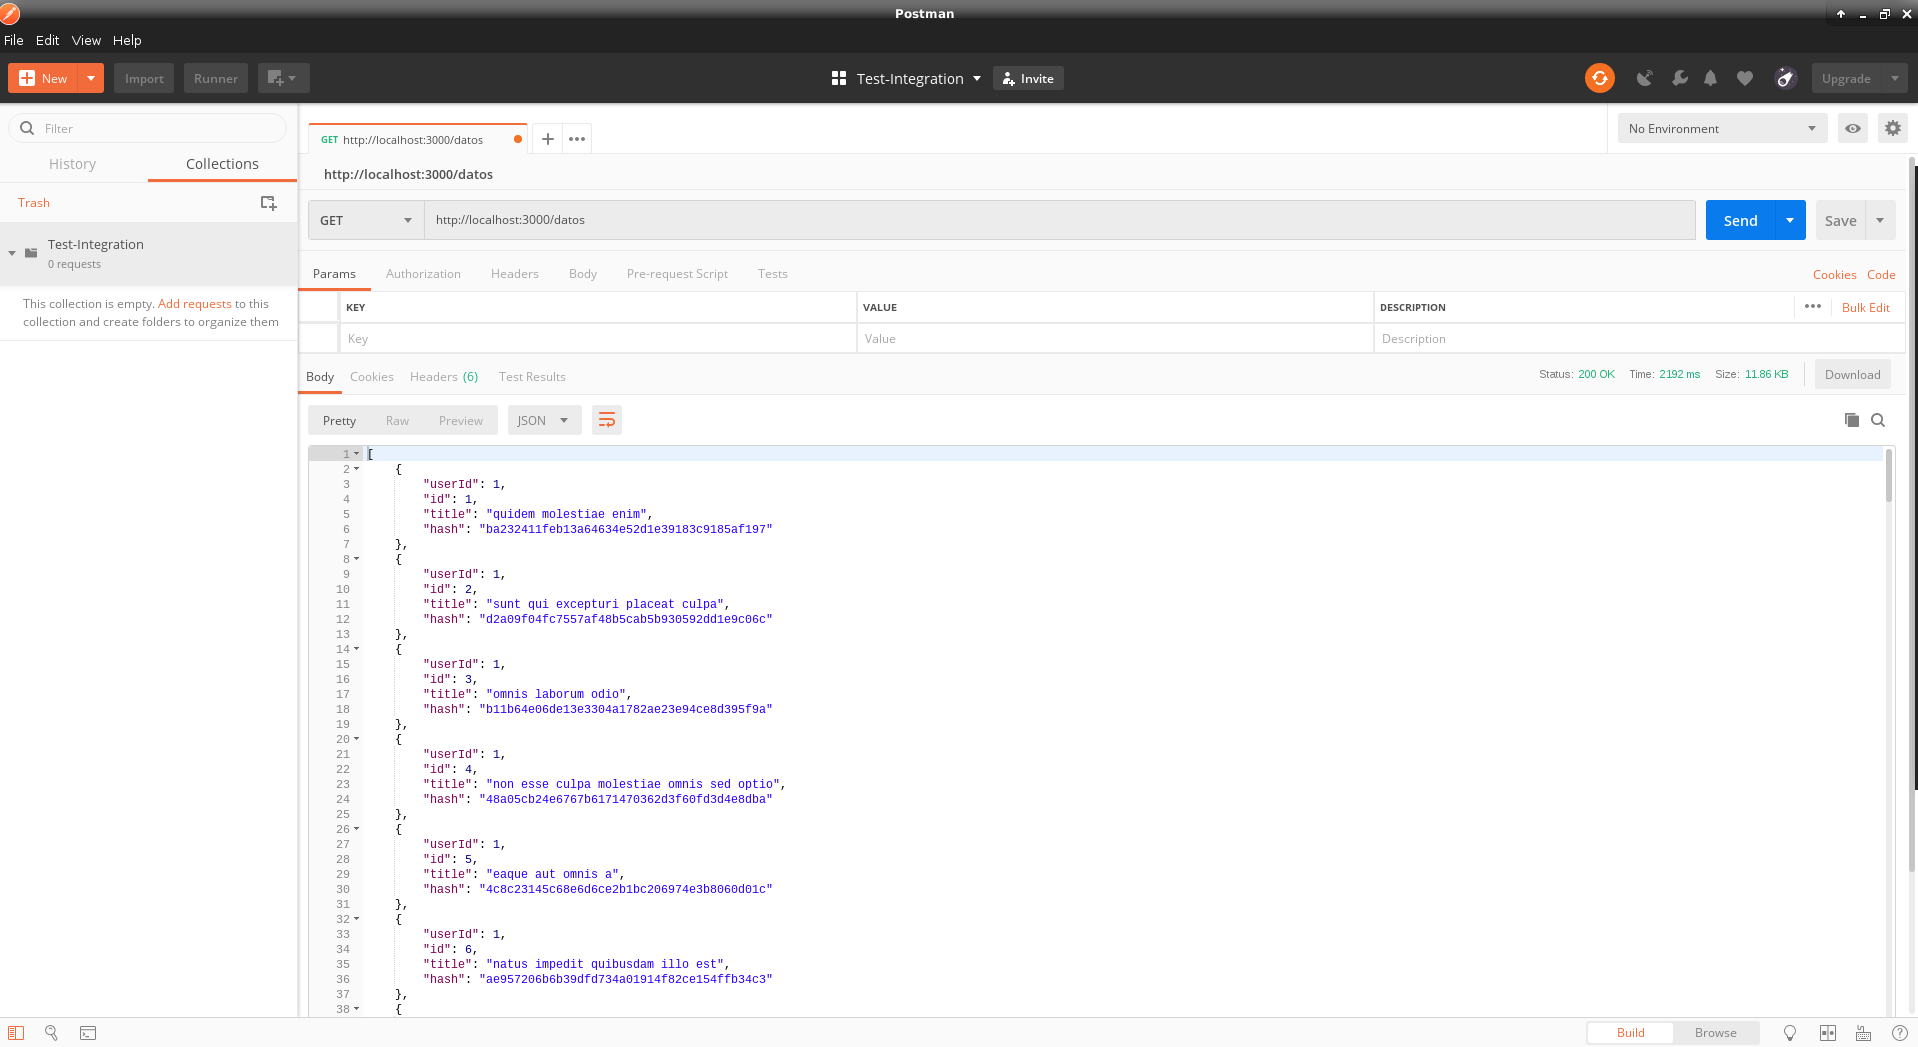 Postman
File Edit View Help
New Import Runner Test-Integration Invite Upgrade
Filter
History Collections
Trash
Test-Integration
0 requests
This collection is empty. Add requests to this
collection and create folders to organize them
GET http://localhost:3000/datos + •••
No Environment
http://localhost:3000/datos
GET http://localhost:3000/datos Send Save
Params Authorization Headers Body Pre-request Script Tests Cookies Code
KEY VALUE DESCRIPTION ••• Bulk Edit
Key Value Description
Body Cookies Headers (6) Test Results Status: 200 OK Time: 2192 ms Size: 11.86 KB Download
Pretty Raw Preview JSON
1 [
2 {
3 "userId": 1,
4 "id": 1,
5 "title": "quidem molestiae enim",
6 "hash": "ba232411feb13a64634e52d1e39183c9185af197"
7 },
8 {
9 "userId": 1,
10 "id": 2,
11 "title": "sunt qui excepturi placeat culpa",
12 "hash": "d2a09f04fc7557af48b5cab5b930592dd1e9c06c"
13 },
14 {
15 "userId": 1,
16 "id": 3,
17 "title": "omnis laborum odio",
18 "hash": "b11b64e06de13e3304a1782ae23e94ce8d395f9a"
19 },
20 {
21 "userId": 1,
22 "id": 4,
23 "title": "non esse culpa molestiae omnis sed optio",
24 "hash": "48a05cb24e6767b6171470362d3f60fd3d4e8dba"
25 },
26 {
27 "userId": 1,
28 "id": 5,
29 "title": "eaque aut omnis a",
30 "hash": "4c8c23145c68e6d6ce2b1bc206974e3b8060d01c"
31 },
32 {
33 "userId": 1,
34 "id": 6,
35 "title": "natus impedit quibusdam illo est",
36 "hash": "ae957206b6b39dfd734a01914f82ce154ffb34c3"
37 },
38 {
Build Browse